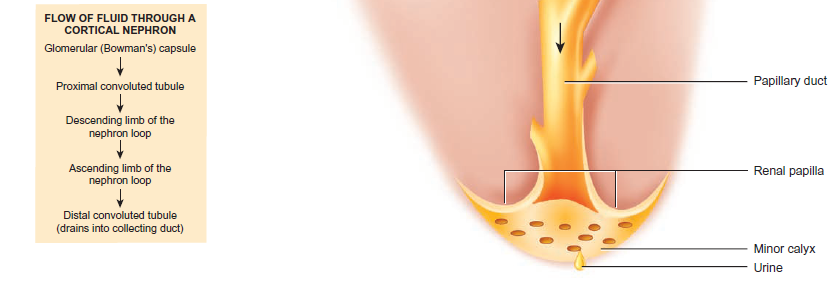 FLOW OF FLUID THROUGH A
CORTICAL NEPHRON
Glomerular (Bowman's) capsule
Proximal convoluted tubule
Descending limb of the
nephron loop
Ascending limb of the
nephron loop
Distal convoluted tubule
(drains into collecting duct)
Papillary duct
Renal papilla
Minor calyx
Urine